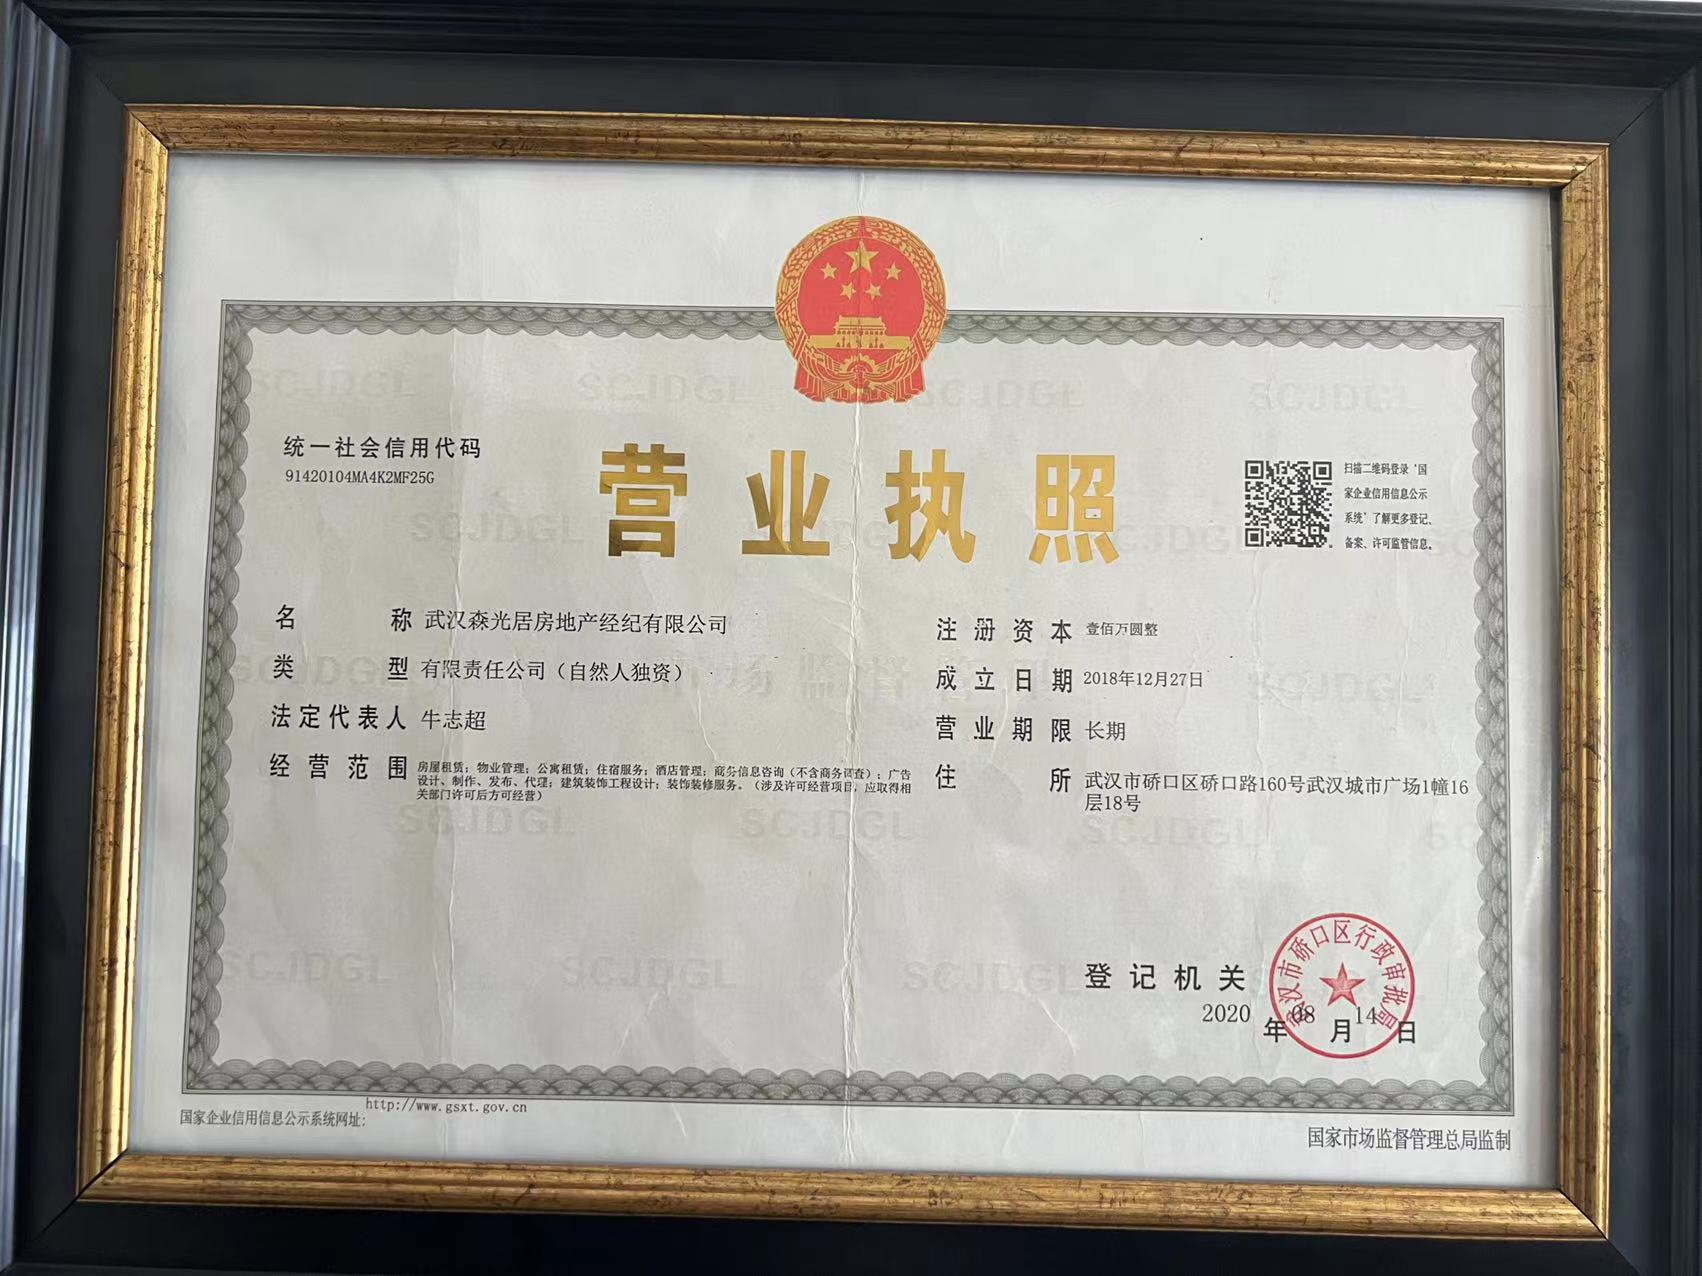 统一社会信用代码
91420104MA4K2MF25G
营业执照
扫描二维码登录‘国
家企业信用信息公示
系统’了解更多登记、
备案、许可监管信息。
名称 武汉森光居房地产经纪有限公司
类型 有限责任公司（自然人独资）
法定代表人 牛志超
经营范围 房屋租赁；物业管理；公寓租赁；住宿服务；酒店管理；商务信息咨询（不含商务调查）；广告
设计、制作、发布、代理；建筑装饰工程设计；装饰装修服务。（涉及许可经营项目，应取得相
关部门许可后方可经营）
注册资本 壹佰万圆整
成立日期 2018年12月27日
营业期限 长期
住所 武汉市硚口区硚口路160号武汉城市广场1幢16
层18号
登记机关
武汉市硚口区行政审批局
2020年08月14日
国家企业信用信息公示系统网址：http://www.gsxt.gov.cn
国家市场监督管理总局监制
SCJDGL